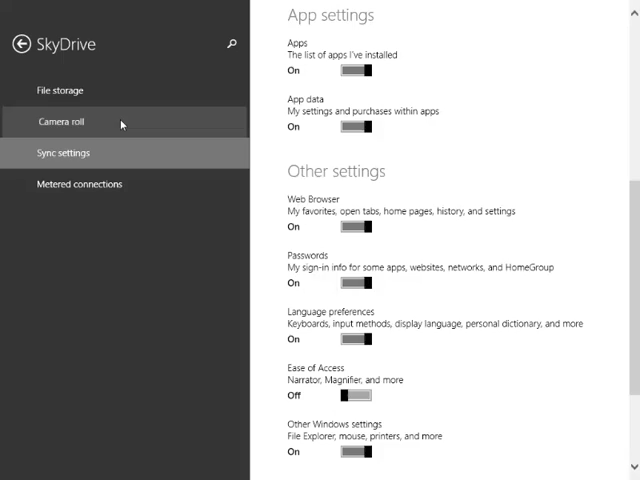 SkyDrive
File storage
Camera roll
Sync settings
Metered connections
App settings
Apps
The list of apps I've installed
On
App data
My settings and purchases within apps
On
Other settings
Web Browser
My favorites, open tabs, home pages, history, and settings
On
Passwords
My sign-in info for some apps, websites, networks, and HomeGroup
On
Language preferences
Keyboards, input methods, display language, personal dictionary, and more
On
Ease of Access
Narrator, Magnifier, and more
Off
Other Windows settings
File Explorer, mouse, printers, and more
On